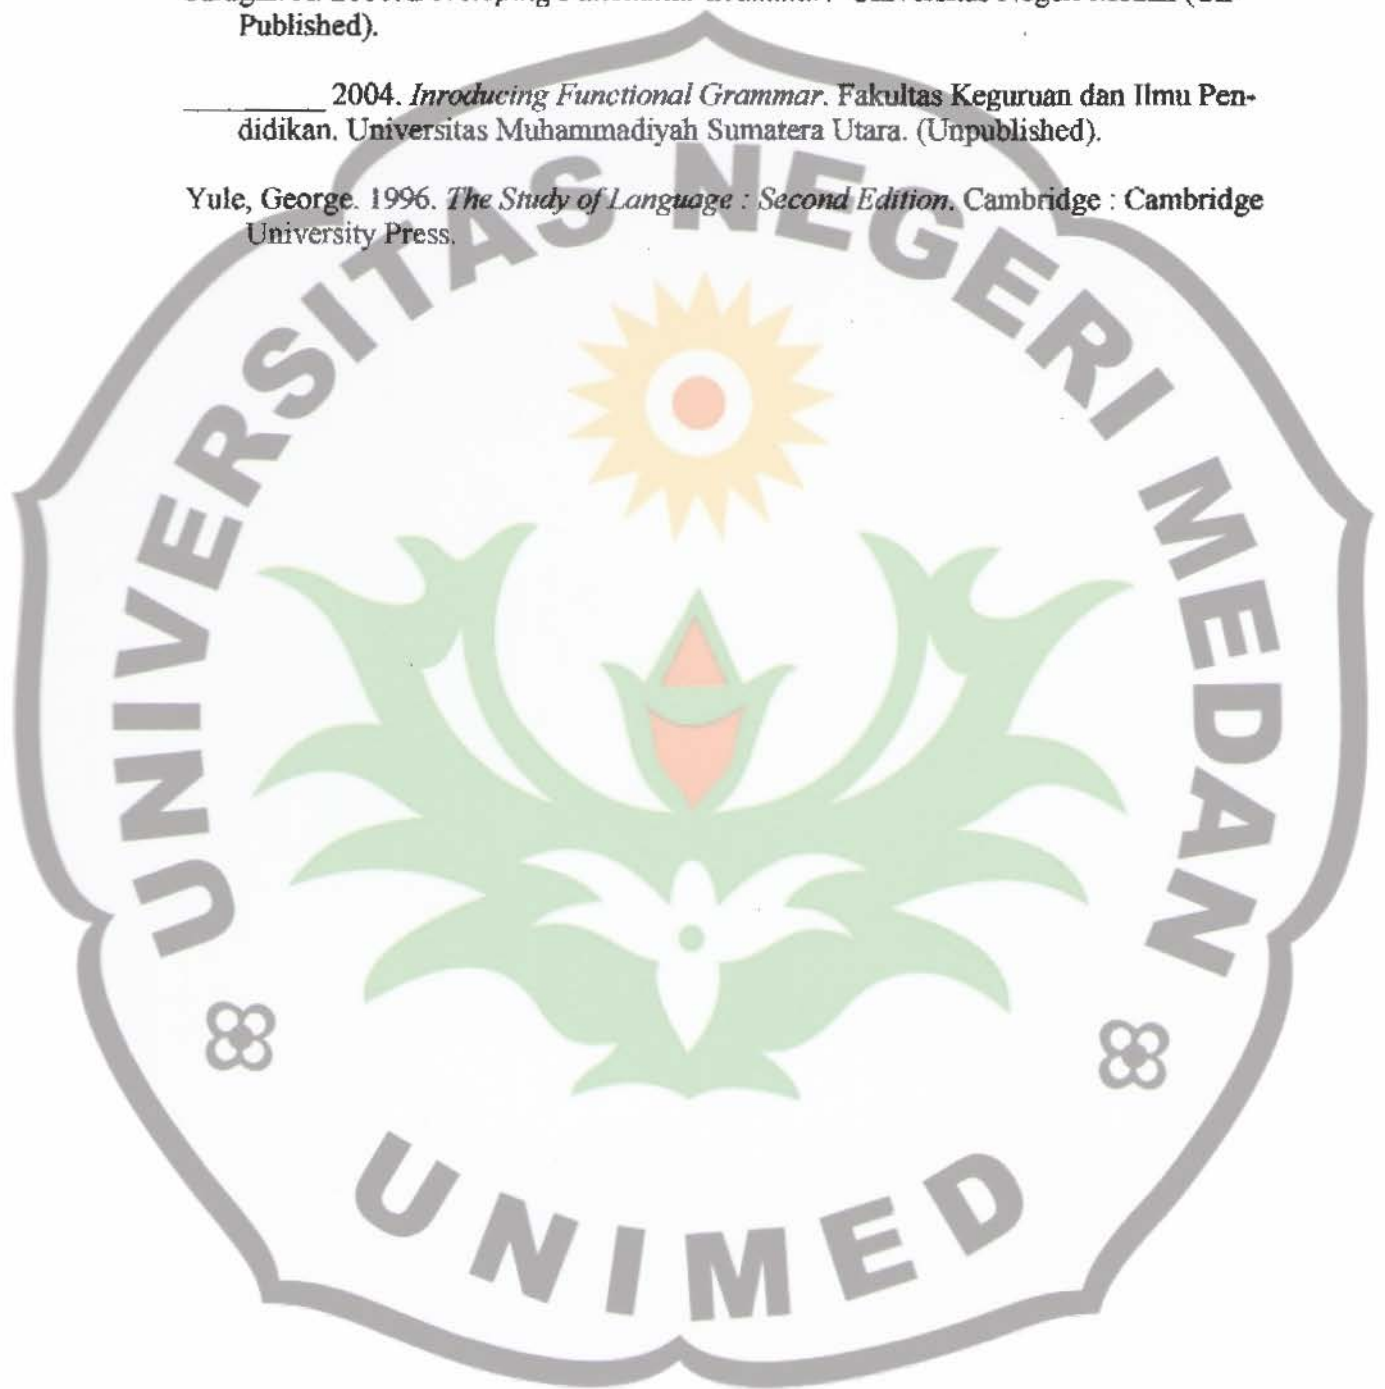 Published).
_________ 2004. Inroducing Functional Grammar. Fakultas Keguruan dan Ilmu Pen-
didikan. Universitas Muhammadiyah Sumatera Utara. (Unpublished).
Yule, George. 1996. The Study of Language : Second Edition. Cambridge : Cambridge
University Press.
UNIVERSITAS NEGERI MEDAN
UNIMED